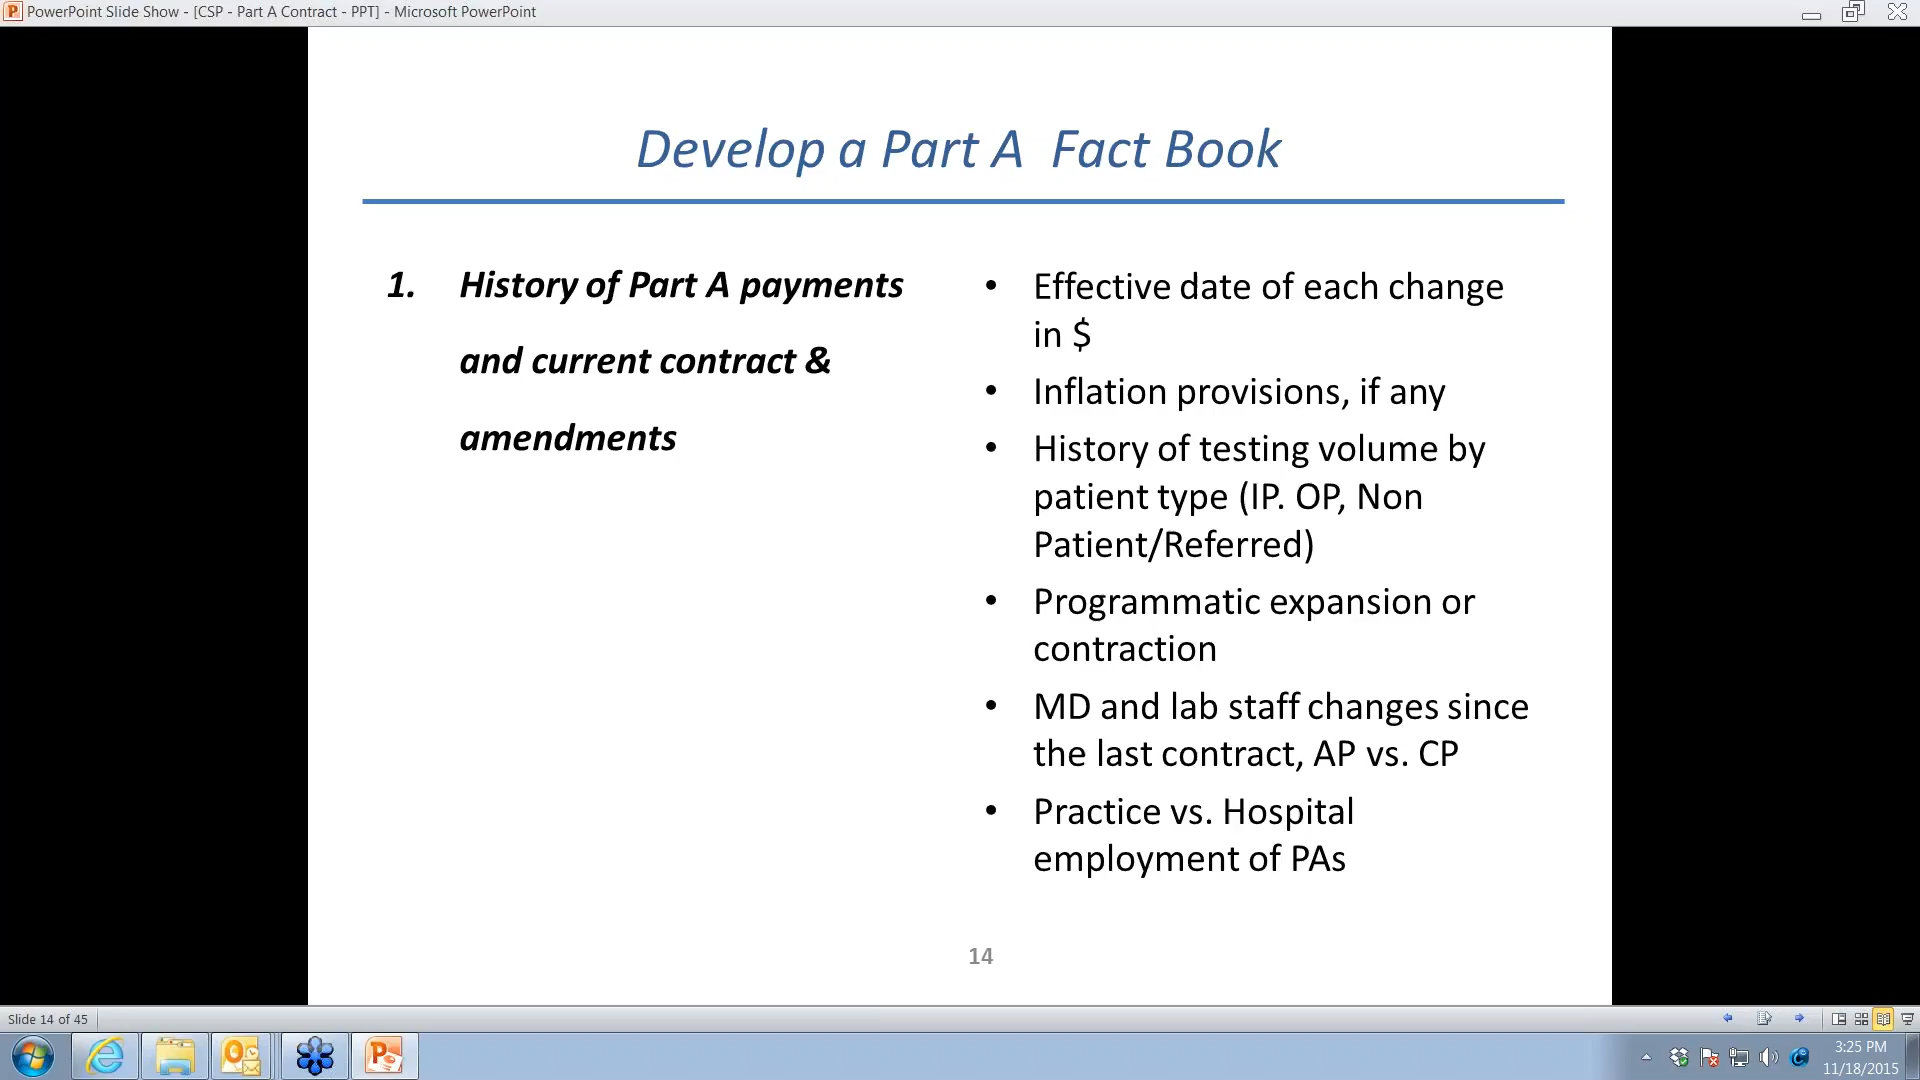 PowerPoint Slide Show - [CSP - Part A Contract - PPT] - Microsoft PowerPoint
Develop a Part A  Fact Book
1. History of Part A payments
and current contract &
amendments
• Effective date of each change
in $
• Inflation provisions, if any
• History of testing volume by
patient type (IP. OP, Non
Patient/Referred)
• Programmatic expansion or
contraction
• MD and lab staff changes since
the last contract, AP vs. CP
• Practice vs. Hospital
employment of PAs
14
Slide 14 of 45
3:25 PM
11/18/2015